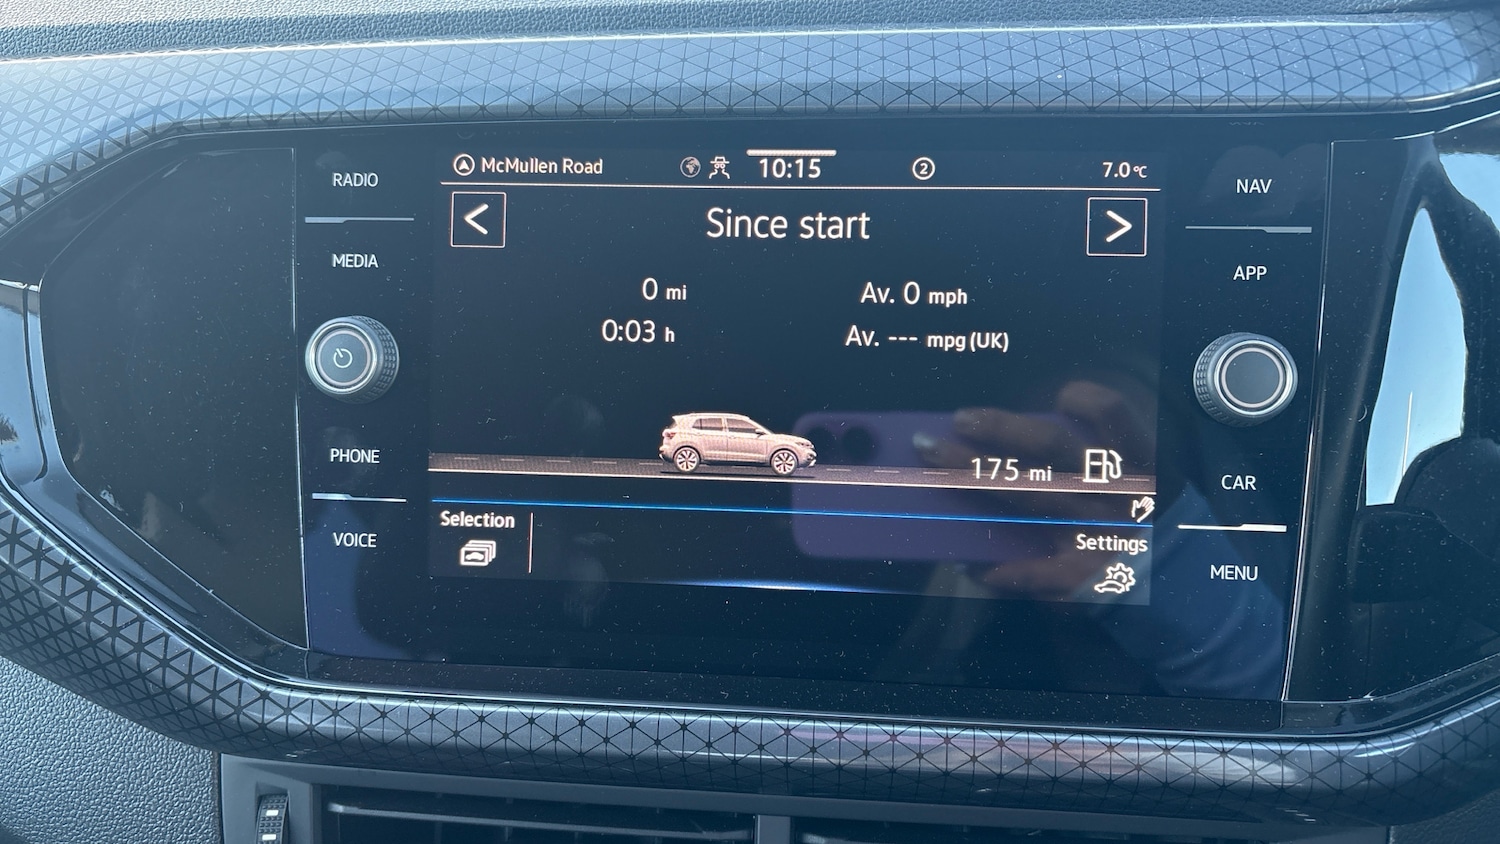 RADIO
MEDIA
PHONE
VOICE
McMullen Road
10:15
2
7.0°C
<
Since start
>
0 mi
Av. 0 mph
0:03 h
Av. --- mpg (UK)
175 mi
Selection
Settings
NAV
APP
CAR
MENU